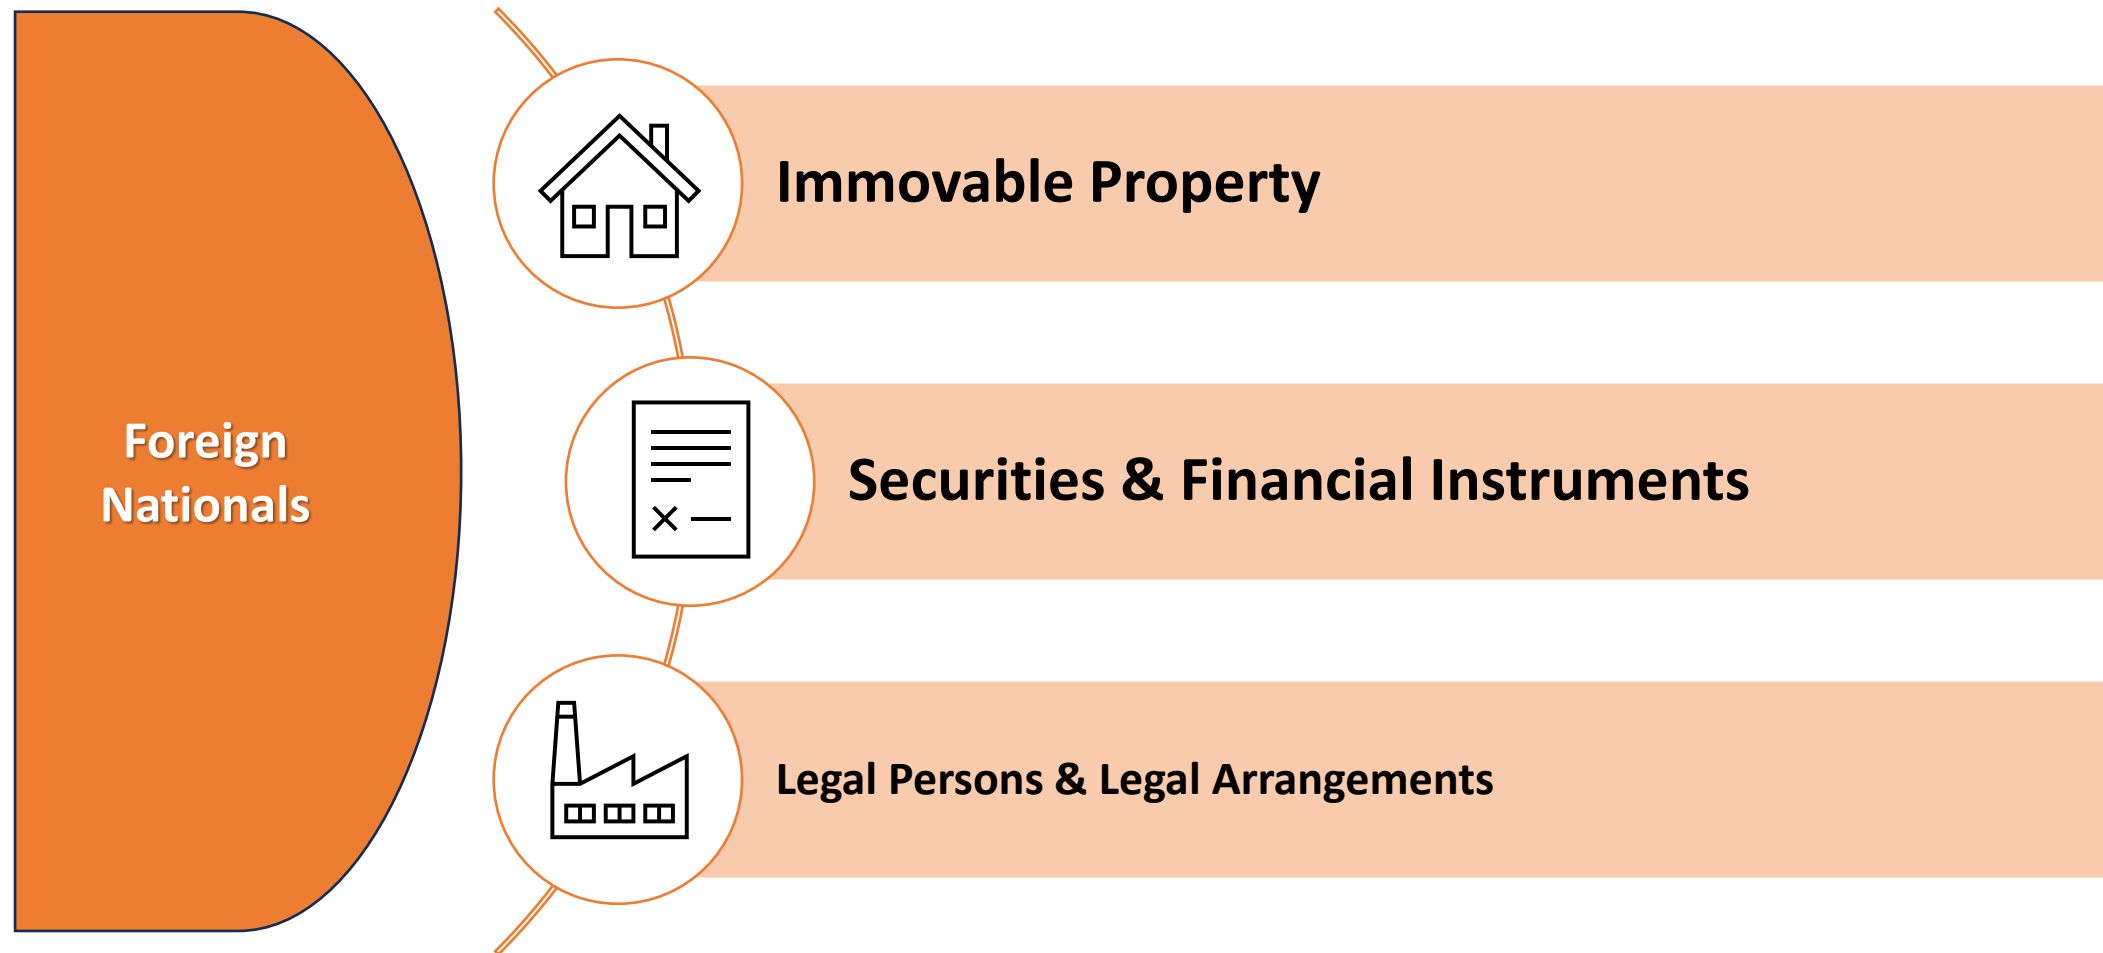 Foreign
Nationals
Immovable Property
Securities & Financial Instruments
Legal Persons & Legal Arrangements